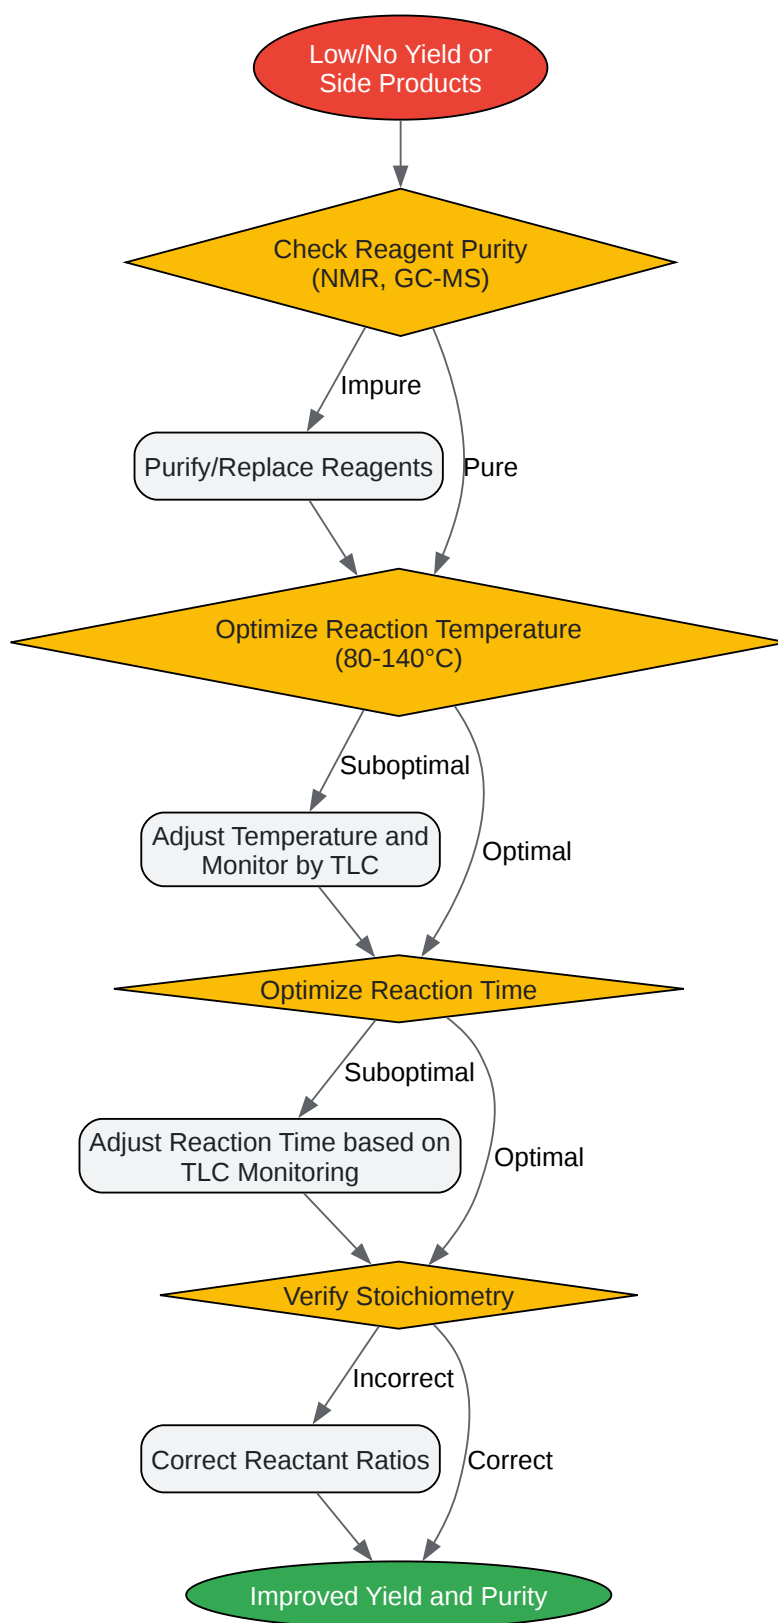 Low/No Yield or
Side Products
Check Reagent Purity
(NMR, GC-MS)
Impure
Purify/Replace Reagents
Pure
Optimize Reaction Temperature
(80-140°C)
Suboptimal
Adjust Temperature and
Monitor by TLC
Optimal
Optimize Reaction Time
Suboptimal
Adjust Reaction Time based on
TLC Monitoring
Optimal
Verify Stoichiometry
Incorrect
Correct Reactant Ratios
Correct
Improved Yield and Purity